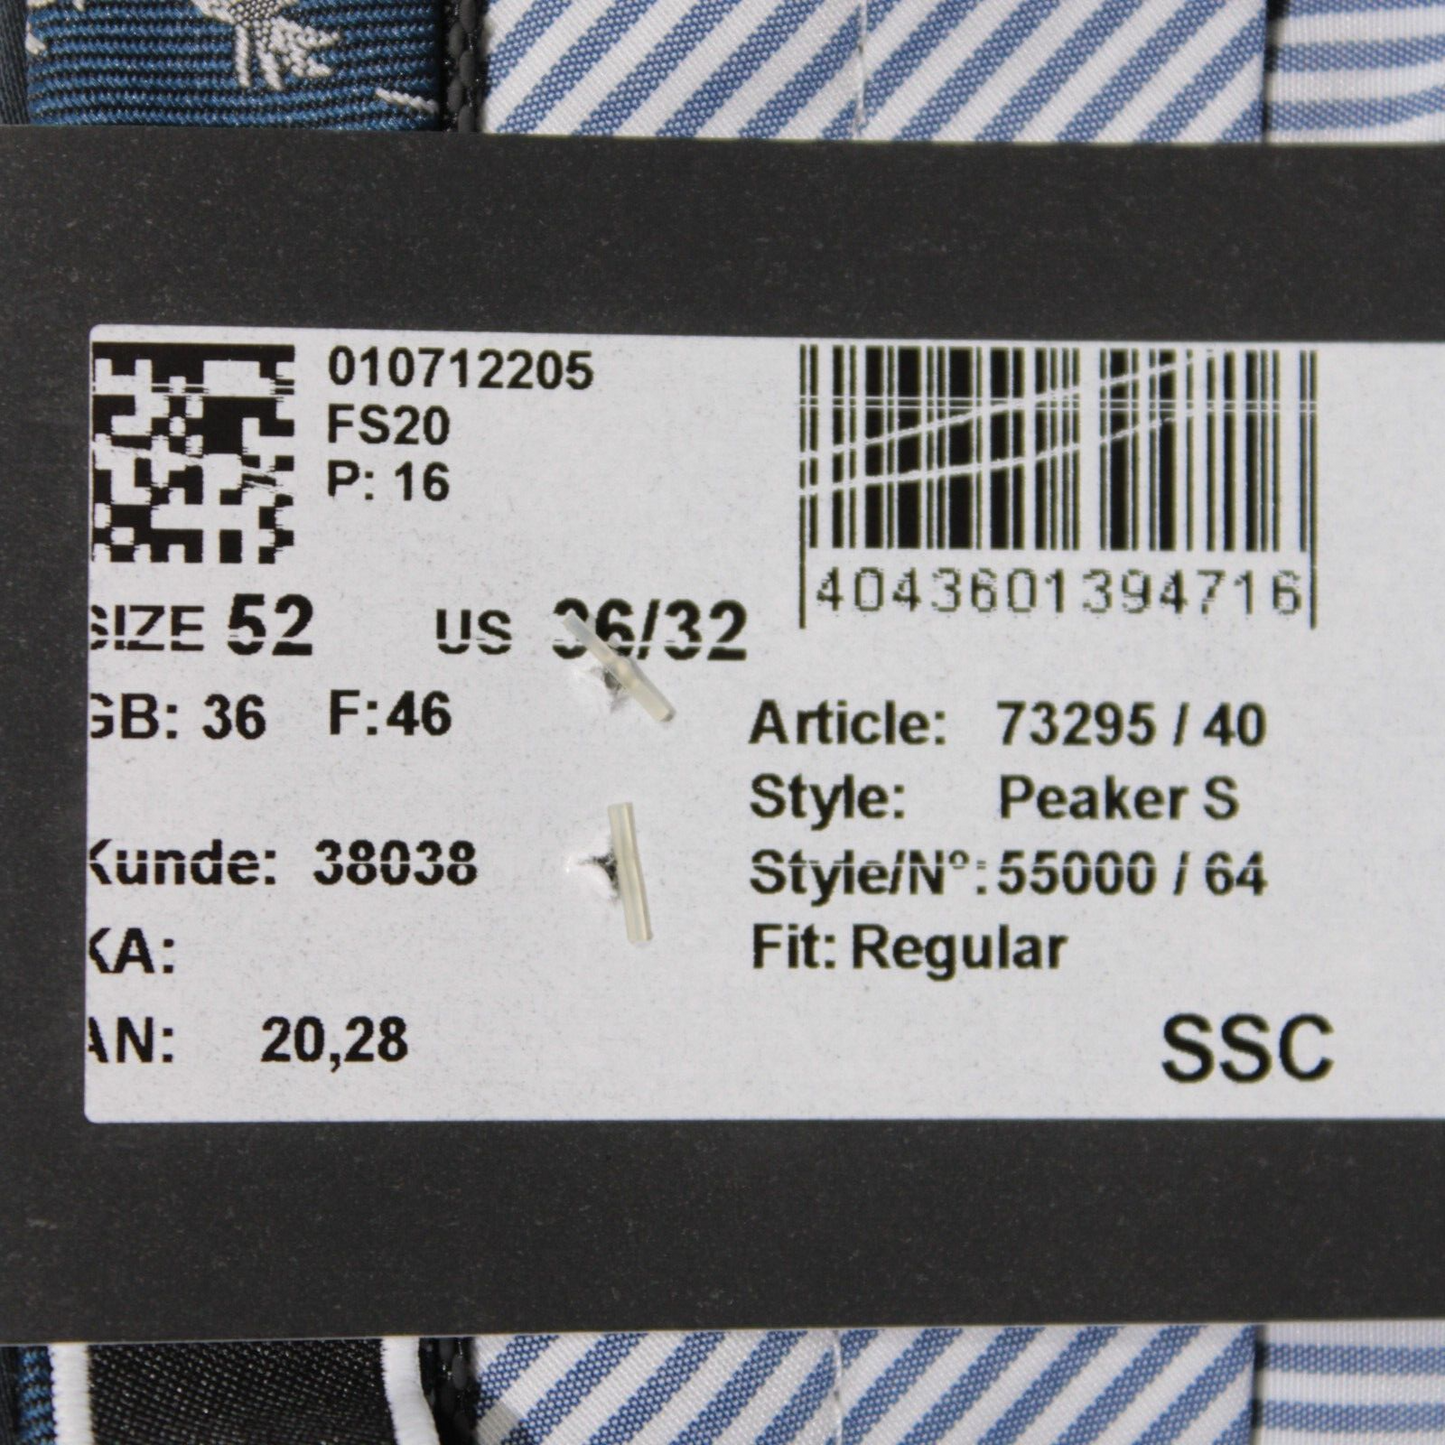 010712205
FS20
P: 16
SIZE 52 US 36/32
GB: 36 F:46
Kunde: 38038
KA:
AN: 20,28
4043601394716
Article: 73295 / 40
Style: Peaker S
Style/N°: 55000 / 64
Fit: Regular
SSC